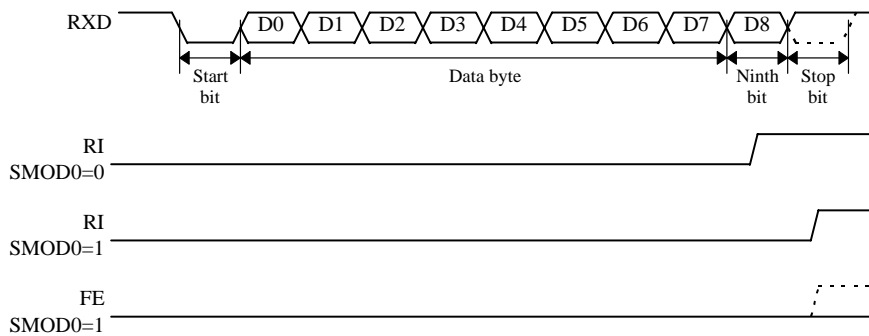 RXD D0 D1 D2 D3 D4 D5 D6 D7 D8
Start Data byte Ninth Stop
bit bit bit
RI
SMOD0=0
RI
SMOD0=1
FE
SMOD0=1